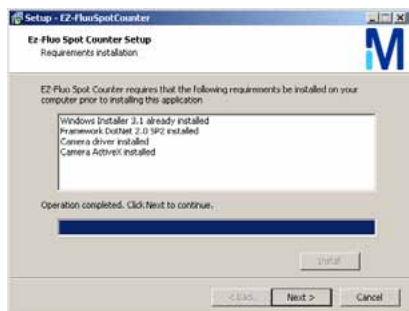 Setup - EZ-FluoSpotCounter
Ez-Fluo Spot Counter Setup
Requirements installation
M
EZ-Fluo Spot Counter requires that the following requirements be installed on your
computer prior to installing this application
Windows Installer 3.1 already installed
Framework DotNet 2.0 SP2 installed
Camera driver installed
Camera ActiveX installed
Operation completed. Click Next to continue.
Install
< Back
Next >
Cancel